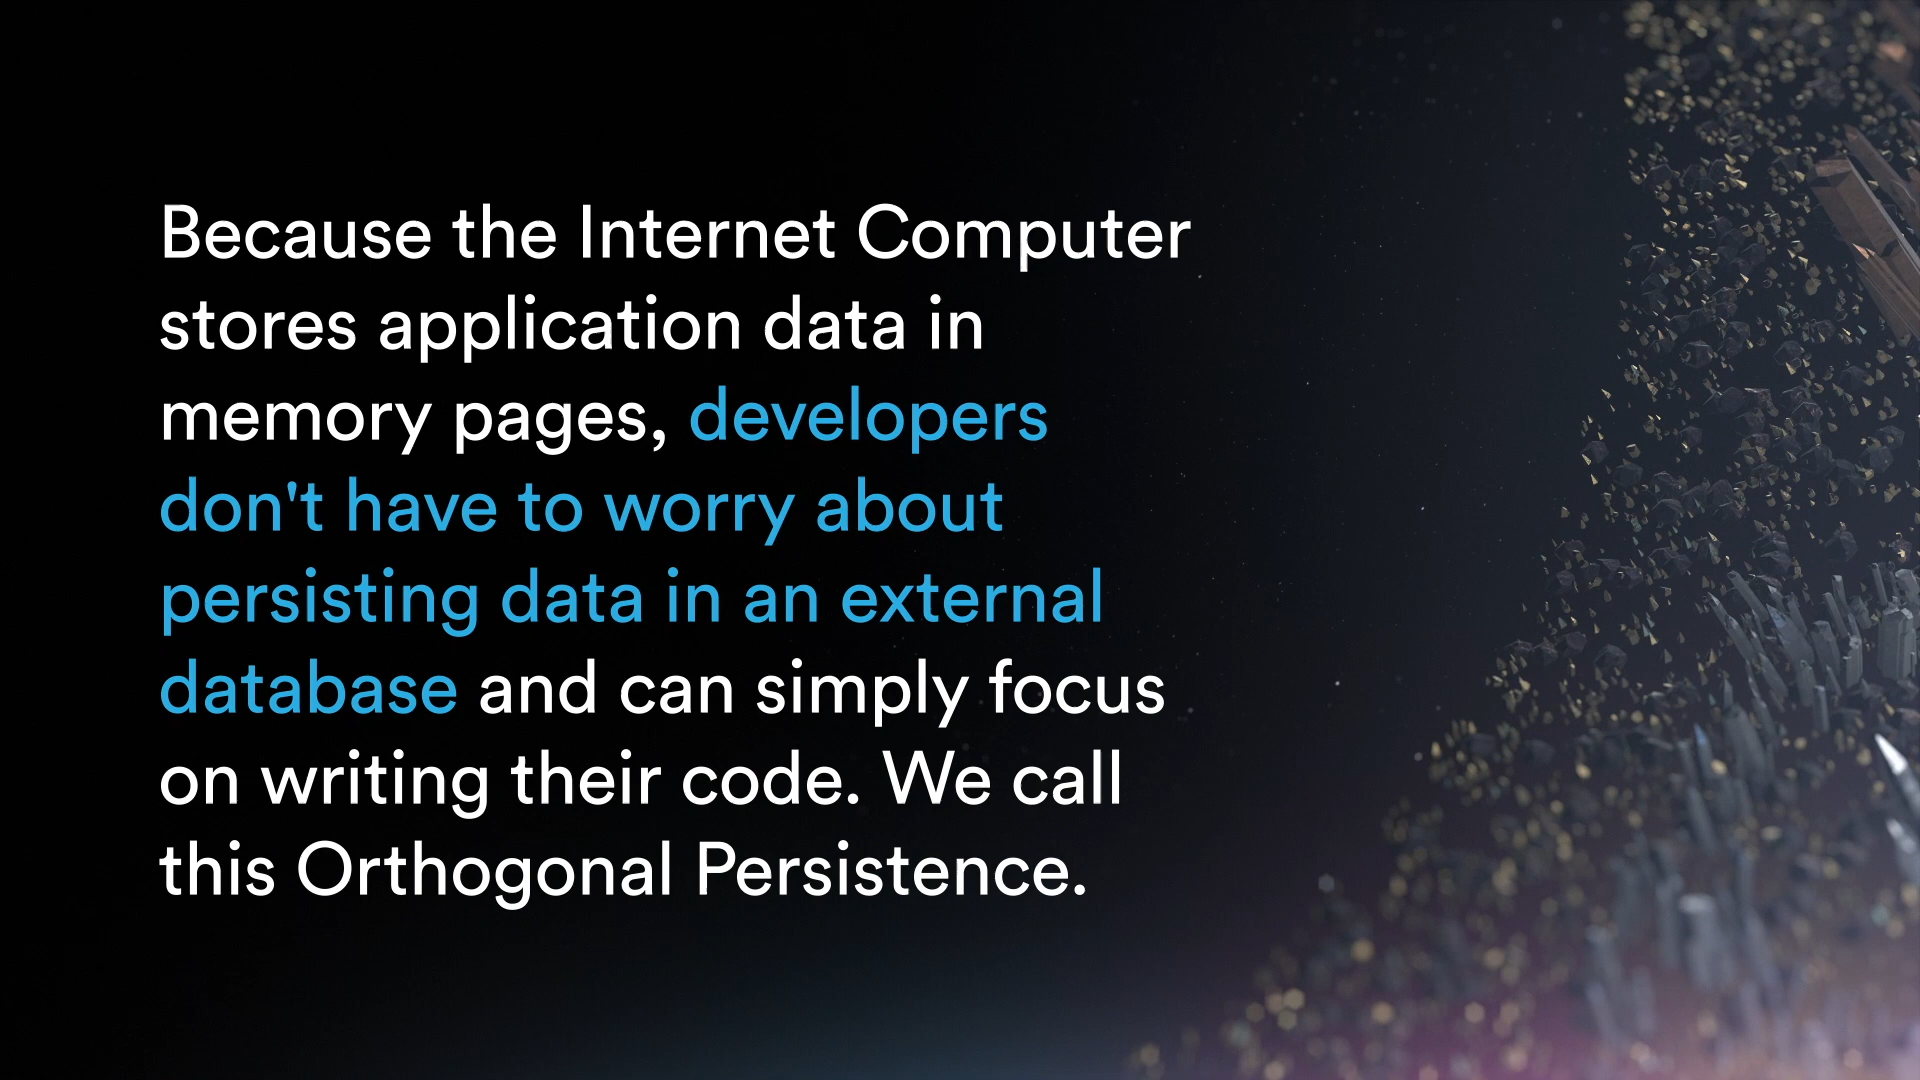 Because the Internet Computer
stores application data in
memory pages, developers
don't have to worry about
persisting data in an external
database and can simply focus
on writing their code. We call
this Orthogonal Persistence.